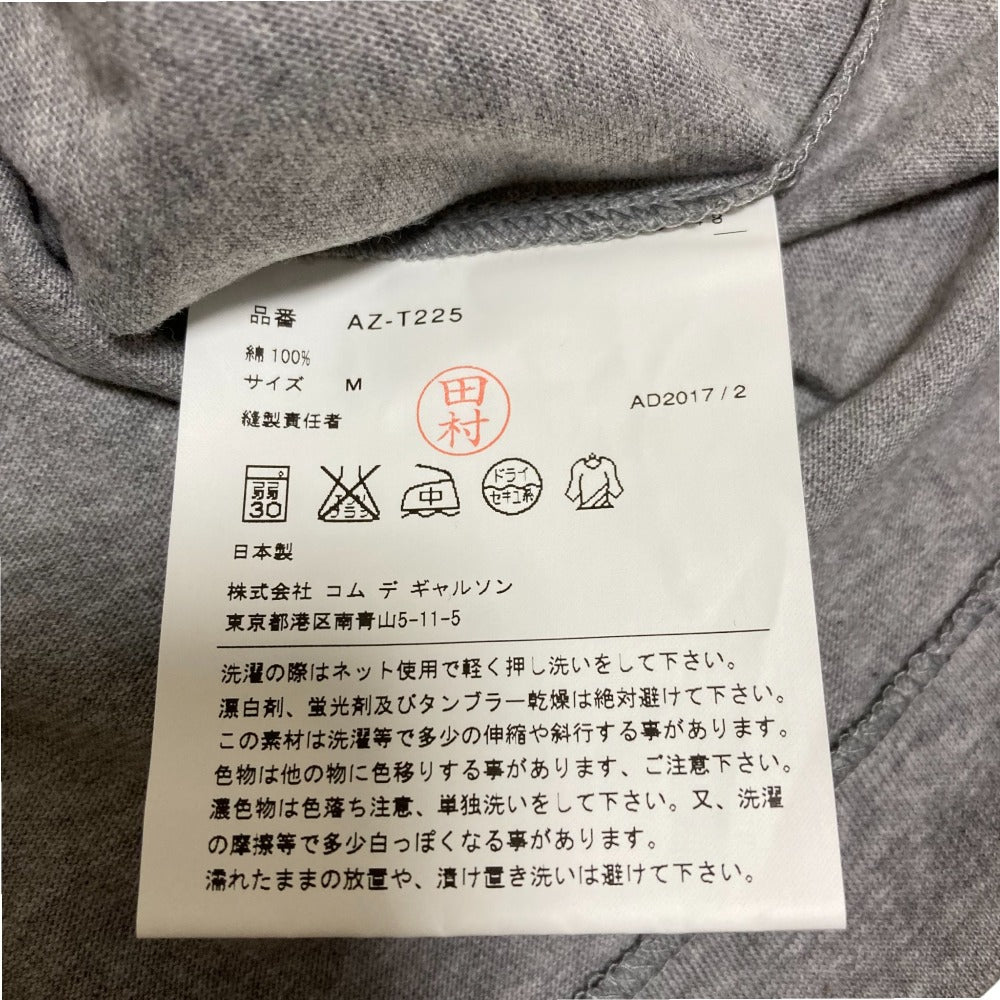 品番 AZ-T225
綿 100%
サイズ M
縫製責任者
田村
AD2017 / 2
弱
30
ドライ
セキユ系
中
日本製
株式会社 コム デ ギャルソン
東京都港区南青山5-11-5
洗濯の際はネット使用で軽く押し洗いをして下さい。
漂白剤、蛍光剤及びタンブラー乾燥は絶対避けて下さい。
この素材は洗濯等で多少の伸縮や斜行する事があります。
色物は他の物に色移りする事があります、ご注意下さい。
濃色物は色落ち注意、単独洗いをして下さい。又、洗濯
の摩擦等で多少白っぽくなる事があります。
濡れたままの放置や、漬け置き洗いは避けて下さい。